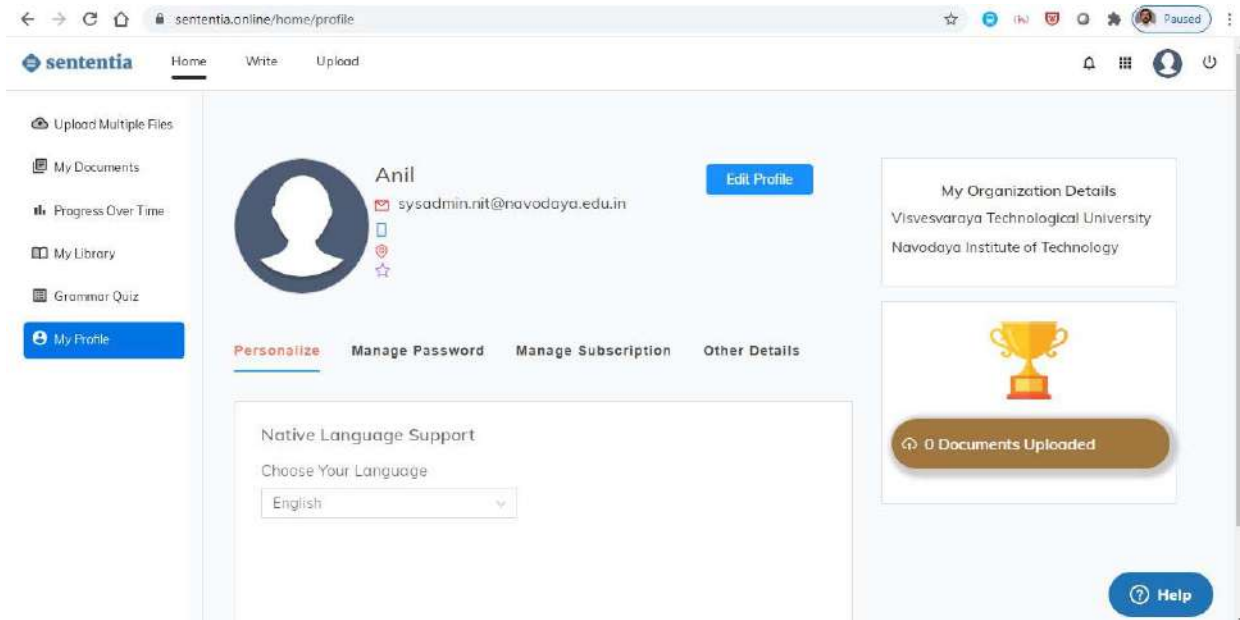 sententia.online/home/profile
Paused
sententia Home Write Upload
Upload Multiple Files
My Documents
Progress Over Time
My Library
Grammar Quiz
My Profile
Anil
sysadmin.nit@navodaya.edu.in
Edit Profile
Personalize Manage Password Manage Subscription Other Details
Native Language Support
Choose Your Language
English
My Organization Details
Visvesvaraya Technological University
Navodaya Institute of Technology
0 Documents Uploaded
Help